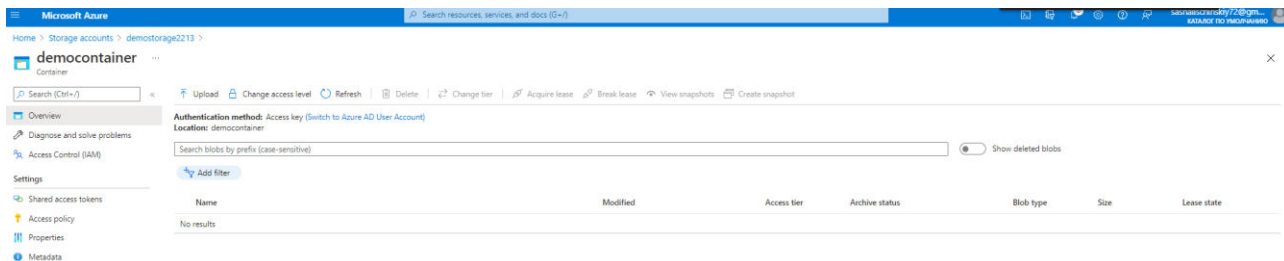 Microsoft Azure
Search resources, services, and docs (G+/)
КАТАЛОГ ПО УМОЛЧАНИЮ
Home > Storage accounts > demostorage2213 >
democontainer ...
Container
Search (Ctrl+/)
Upload Change access level Refresh Delete Change tier Acquire lease Break lease View snapshots Create snapshot
Overview
Authentication method: Access key (Switch to Azure AD User Account)
Location: democontainer
Diagnose and solve problems
Search blobs by prefix (case-sensitive) Show deleted blobs
Access Control (IAM)
Add filter
Settings
Shared access tokens
Name Modified Access tier Archive status Blob type Size Lease state
Access policy
No results
Properties
Metadata